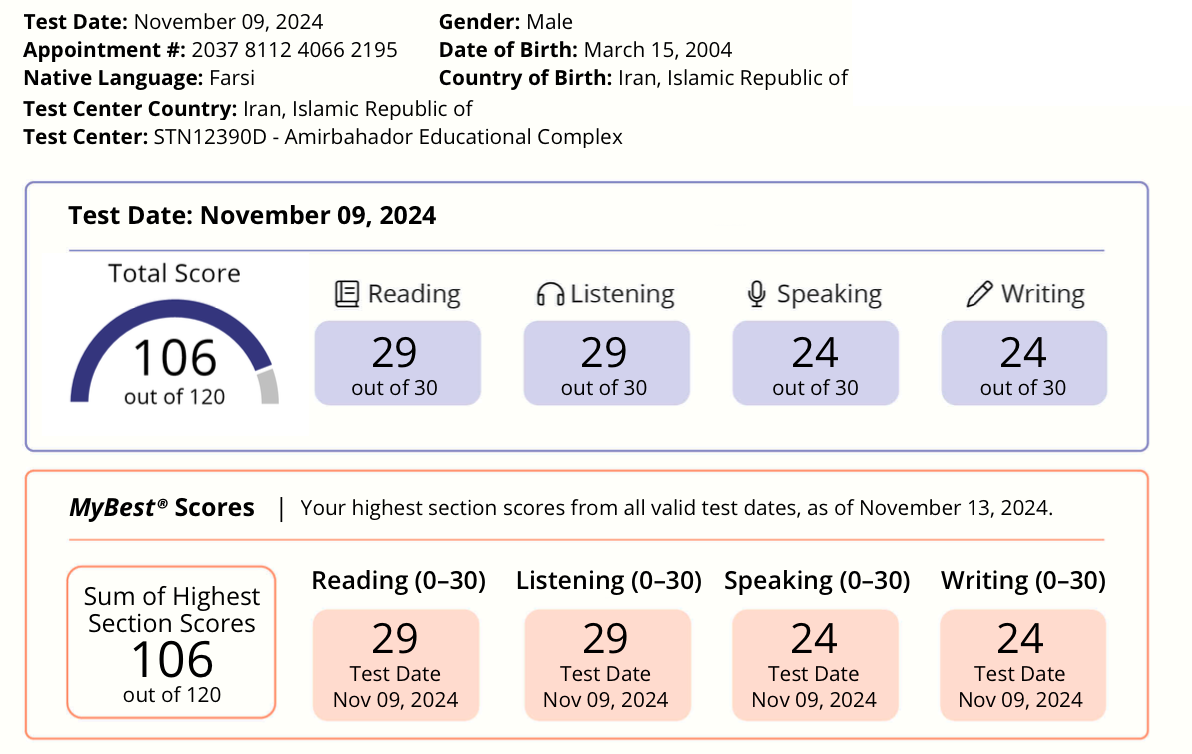 Test Date: November 09, 2024
Gender: Male
Appointment #: 2037 8112 4066 2195
Date of Birth: March 15, 2004
Native Language: Farsi
Country of Birth: Iran, Islamic Republic of
Test Center Country: Iran, Islamic Republic of
Test Center: STN12390D - Amirbahador Educational Complex
Test Date: November 09, 2024
Total Score
106
out of 120
Reading
29
out of 30
Listening
29
out of 30
Speaking
24
out of 30
Writing
24
out of 30
MyBest® Scores | Your highest section scores from all valid test dates, as of November 13, 2024.
Sum of Highest
Section Scores
106
out of 120
Reading (0–30)
29
Test Date
Nov 09, 2024
Listening (0–30)
29
Test Date
Nov 09, 2024
Speaking (0–30)
24
Test Date
Nov 09, 2024
Writing (0–30)
24
Test Date
Nov 09, 2024